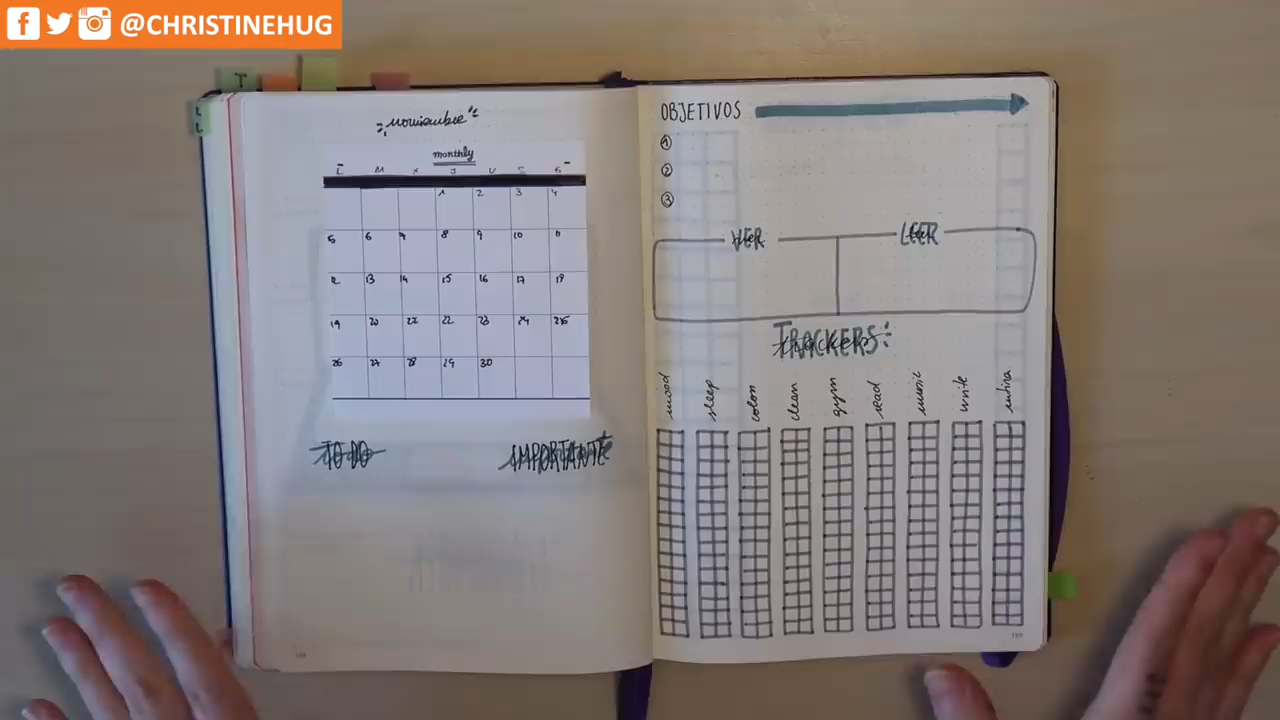 @CHRISTINEHUG
T
noviembre
monthly
L M X J V S S
1 2 3 4
5 6 7 8 9 10 11
12 13 14 15 16 17 18
19 20 22 22 23 24 25
26 27 28 29 30
TO DO IMPORTANTE
OBJETIVOS
1
2
3
VER LEER
TRACKERS:
mood sleep colon clean gym read music write rutina